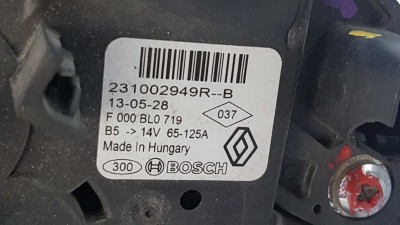 231002949R--B
13-05-28
037
F 000 BL0 719
B5 -> 14V 65-125A
Made In Hungary
300 BOSCH